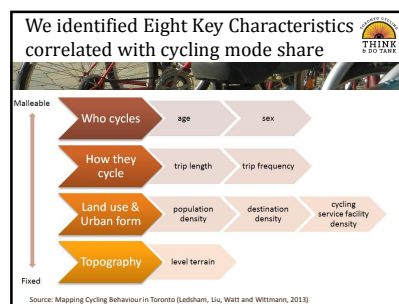 We identified Eight Key Characteristics
correlated with cycling mode share
TORONTO CYCLING
THINK
& DO TANK
Malleable
Who cycles
age
sex
How they
cycle
trip length
trip frequency
Land use &
Urban form
population
density
destination
density
cycling
service facility
density
Topography
level terrain
Fixed
Source: Mapping Cycling Behaviour in Toronto (Ledsham, Liu, Watt and Wittmann, 2013)